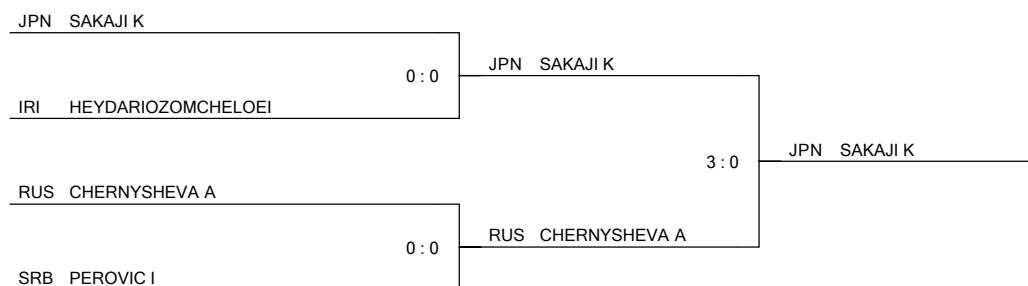 JPN SAKAJI K
0 : 0
JPN SAKAJI K
IRI HEYDARIOZOMCHELOEI
3 : 0
JPN SAKAJI K
RUS CHERNYSHEVA A
0 : 0
RUS CHERNYSHEVA A
SRB PEROVIC I